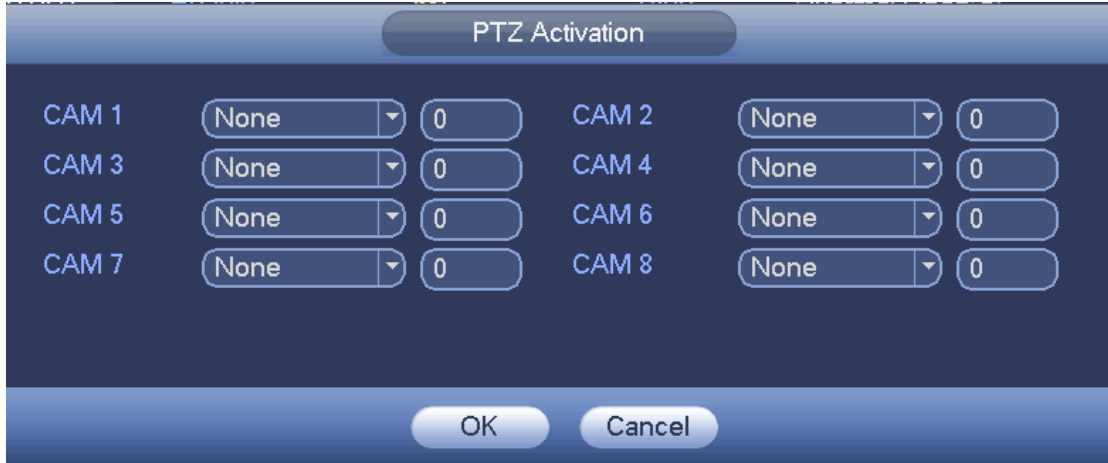 PTZ Activation
CAM 1 None 0 CAM 2 None 0
CAM 3 None 0 CAM 4 None 0
CAM 5 None 0 CAM 6 None 0
CAM 7 None 0 CAM 8 None 0
OK Cancel